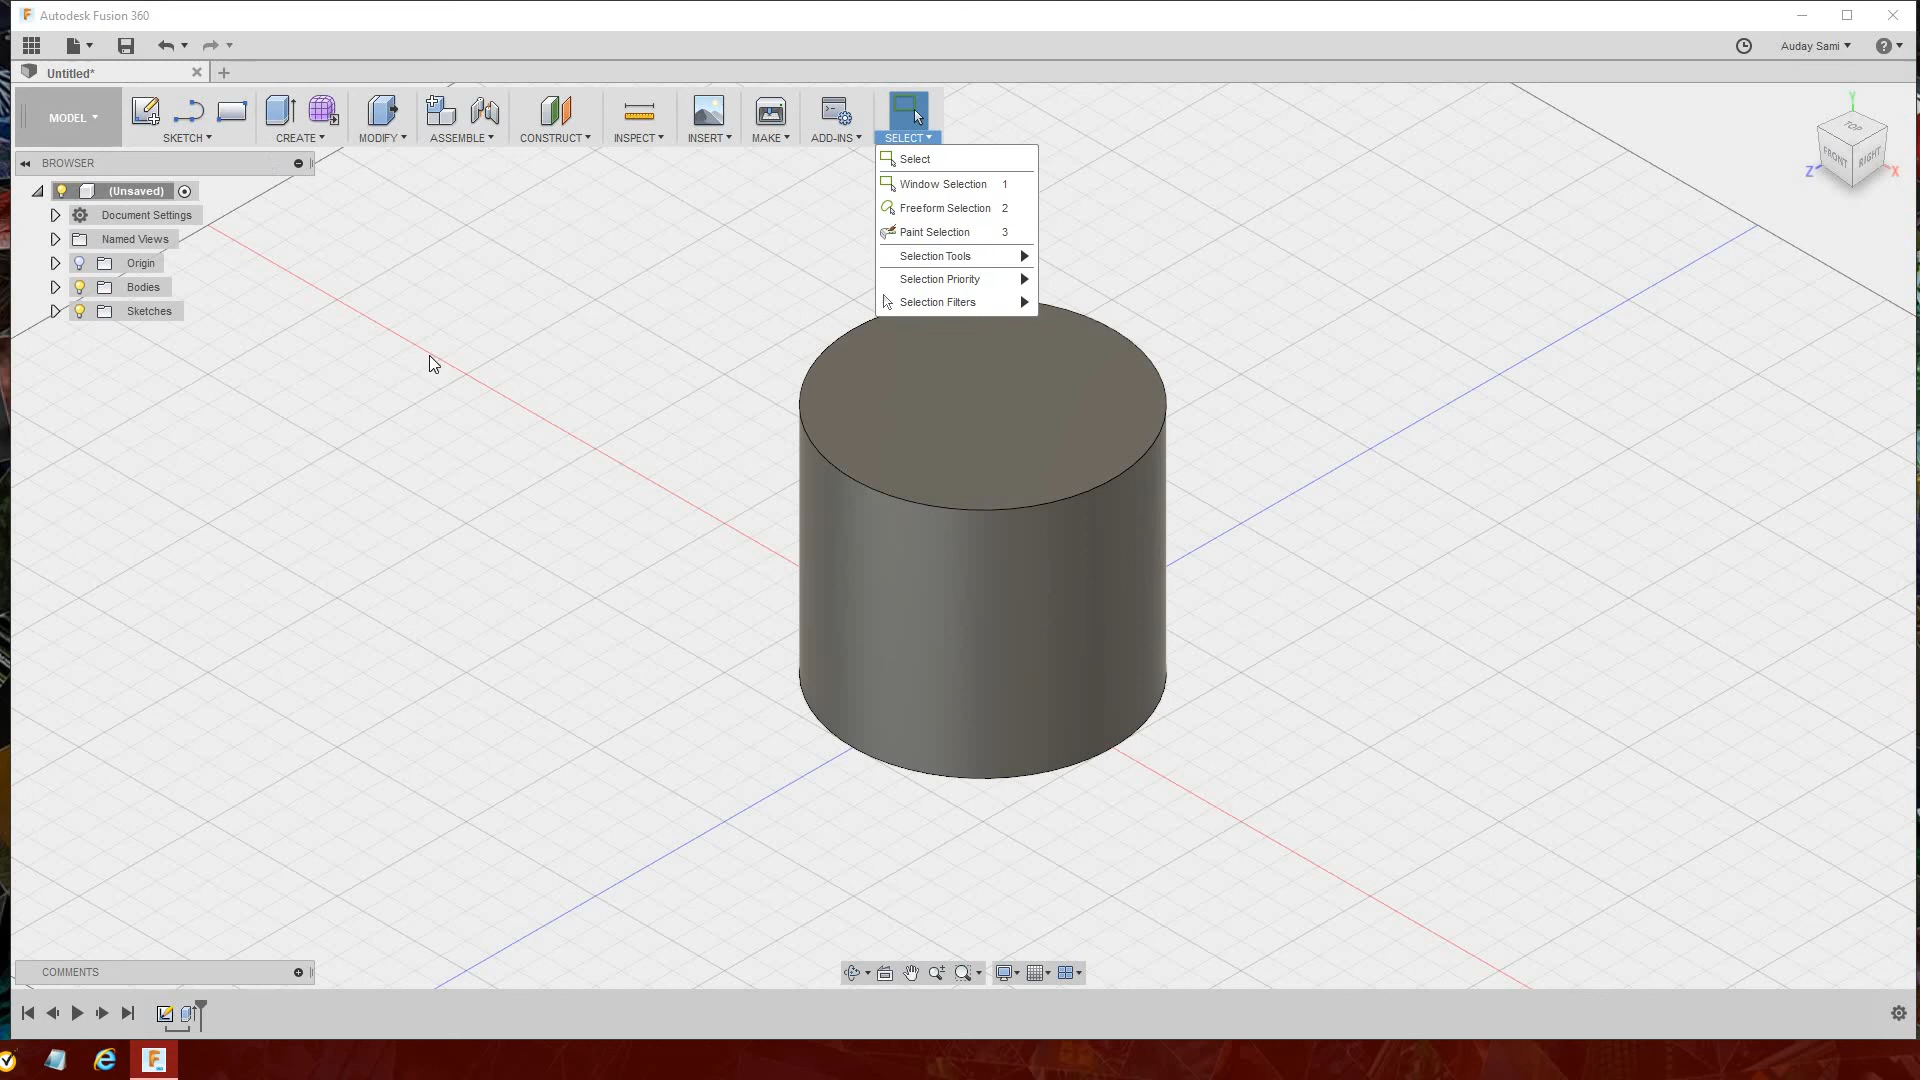 Autodesk Fusion 360
Auday Sami
Untitled*
MODEL
SKETCH
CREATE
MODIFY
ASSEMBLE
CONSTRUCT
INSPECT
INSERT
MAKE
ADD-INS
SELECT
BROWSER
(Unsaved)
Document Settings
Named Views
Origin
Bodies
Sketches
Select
Window Selection 1
Freeform Selection 2
Paint Selection 3
Selection Tools
Selection Priority
Selection Filters
Y
TOP
FRONT
RIGHT
Z
X
COMMENTS